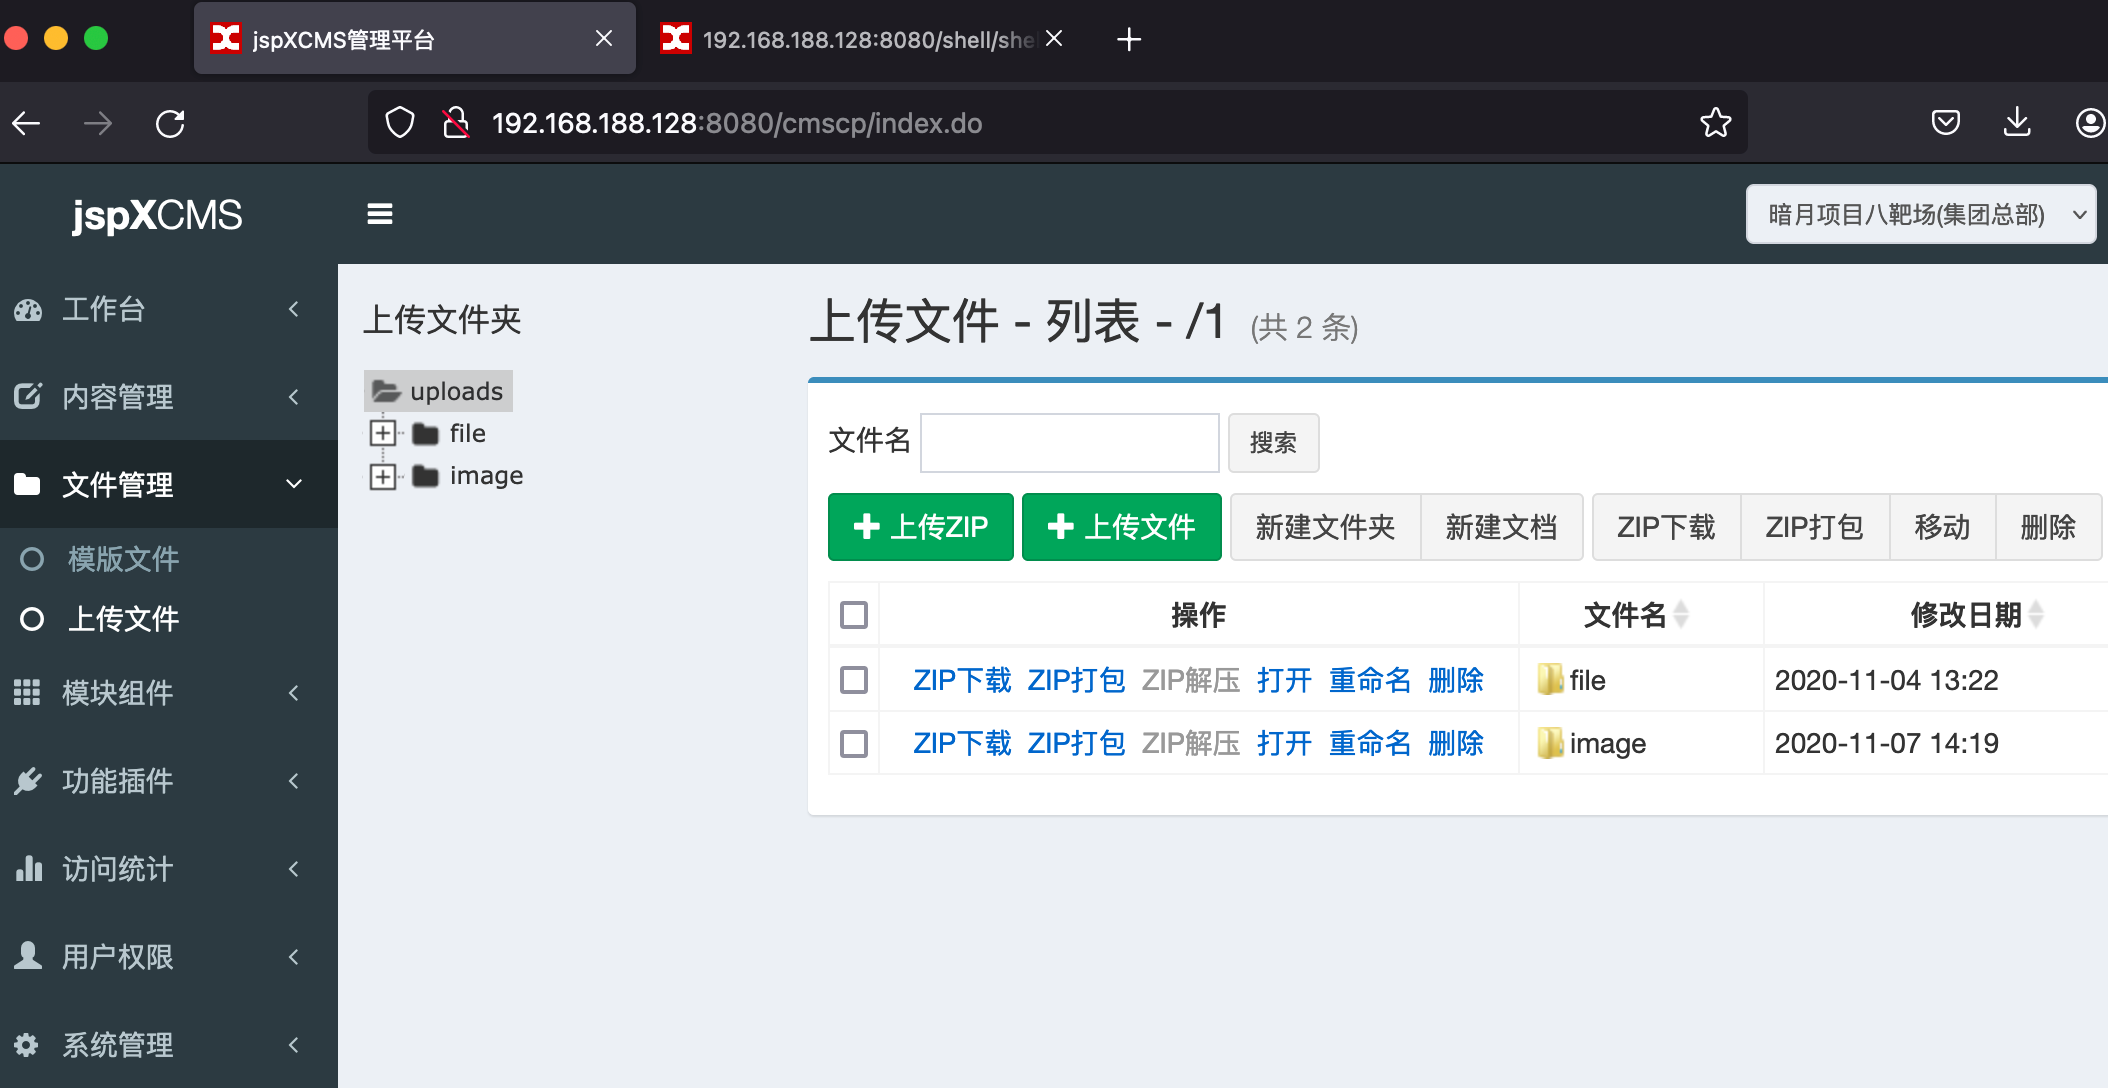 jspXCMS管理平台
192.168.188.128:8080/shell/she
192.168.188.128:8080/cmscp/index.do
jspXCMS
暗月项目八靶场(集团总部)
工作台
内容管理
文件管理
模版文件
上传文件
模块组件
功能插件
访问统计
用户权限
系统管理
上传文件夹
uploads
file
image
上传文件 - 列表 - /1 (共 2 条)
文件名 搜索
上传ZIP 上传文件 新建文件夹 新建文档 ZIP下载 ZIP打包 移动 删除
操作 文件名 修改日期
ZIP下载 ZIP打包 ZIP解压 打开 重命名 删除 file 2020-11-04 13:22
ZIP下载 ZIP打包 ZIP解压 打开 重命名 删除 image 2020-11-07 14:19